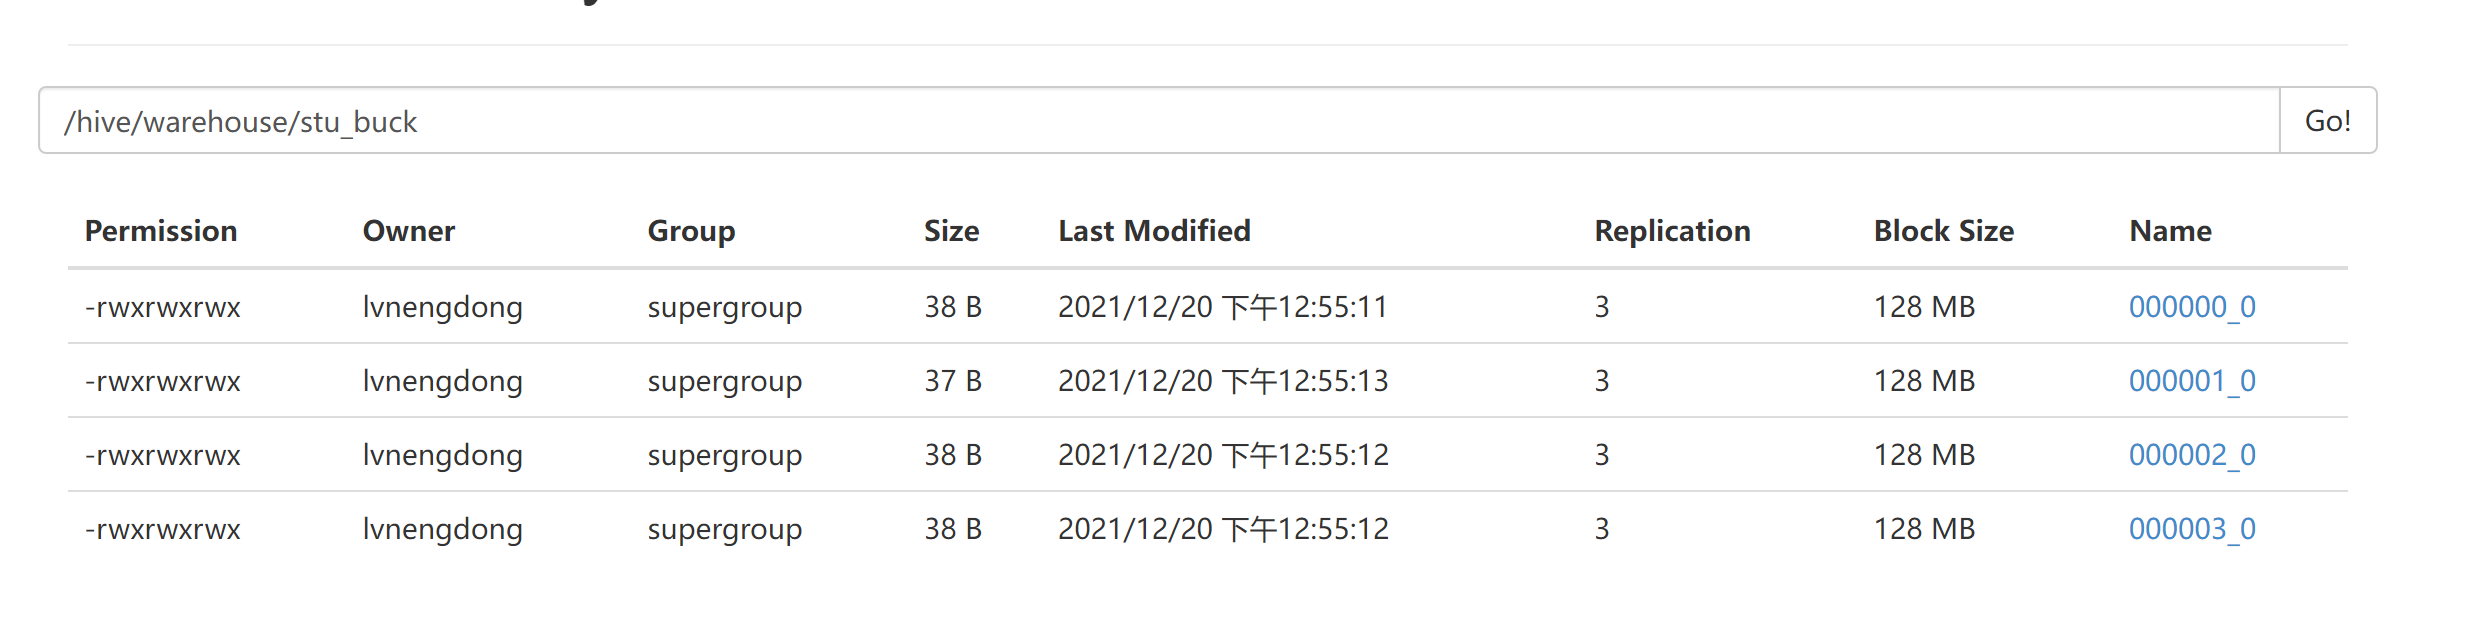 /hive/warehouse/stu_buck Go!
Permission Owner Group Size Last Modified Replication Block Size Name
-rwxrwxrwx lvnengdong supergroup 38 B 2021/12/20 下午12:55:11 3 128 MB 000000_0
-rwxrwxrwx lvnengdong supergroup 37 B 2021/12/20 下午12:55:13 3 128 MB 000001_0
-rwxrwxrwx lvnengdong supergroup 38 B 2021/12/20 下午12:55:12 3 128 MB 000002_0
-rwxrwxrwx lvnengdong supergroup 38 B 2021/12/20 下午12:55:12 3 128 MB 000003_0